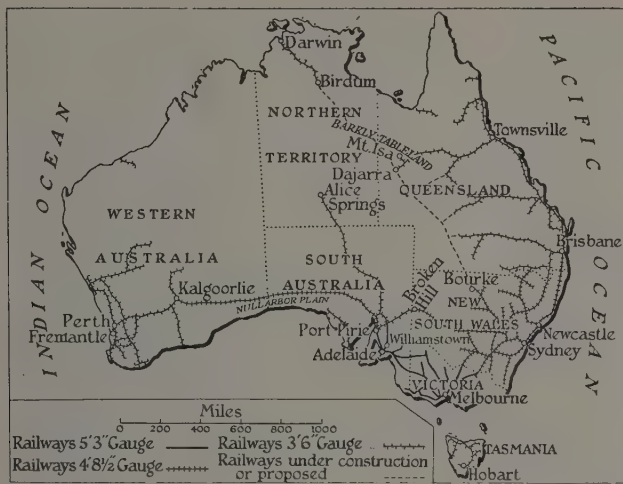 Darwin
Birdum
PACIFIC
OCEAN
INDIAN OCEAN
NORTHERN
TERRITORY
BARKLY TABLELAND
Mt. Isa
Dajarra
Townsville
Alice
Springs
QUEENSLAND
WESTERN
AUSTRALIA
SOUTH
AUSTRALIA
Brisbane
Kalgoorlie
NULLARBOR PLAIN
Broken
Hill
Bourke
NEW
SOUTH WALES
Perth
Fremantle
Port Pirie
Williamstown
Adelaide
Newcastle
Sydney
VICTORIA
Melbourne
TASMANIA
Hobart
Miles
0 200 400 600 800 1000
Railways 5'3" Gauge
Railways 3'6" Gauge
Railways 4'8½" Gauge
Railways under construction
or proposed